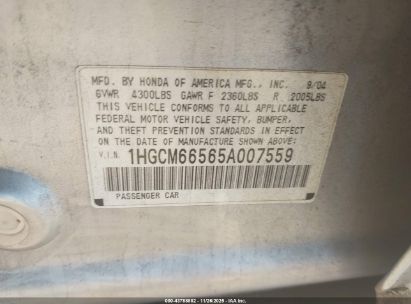 MFD. BY HONDA OF AMERICA MFG., INC. 9/04
GVWR 4300LBS GAWR F 2360LBS R 2005LBS
THIS VEHICLE CONFORMS TO ALL APPLICABLE
FEDERAL MOTOR VEHICLE SAFETY, BUMPER,
AND THEFT PREVENTION STANDARDS IN EFFECT
ON THE DATE OF MANUFACTURE SHOWN ABOVE.
V.I.N. 1HGCM66565A007559
PASSENGER CAR